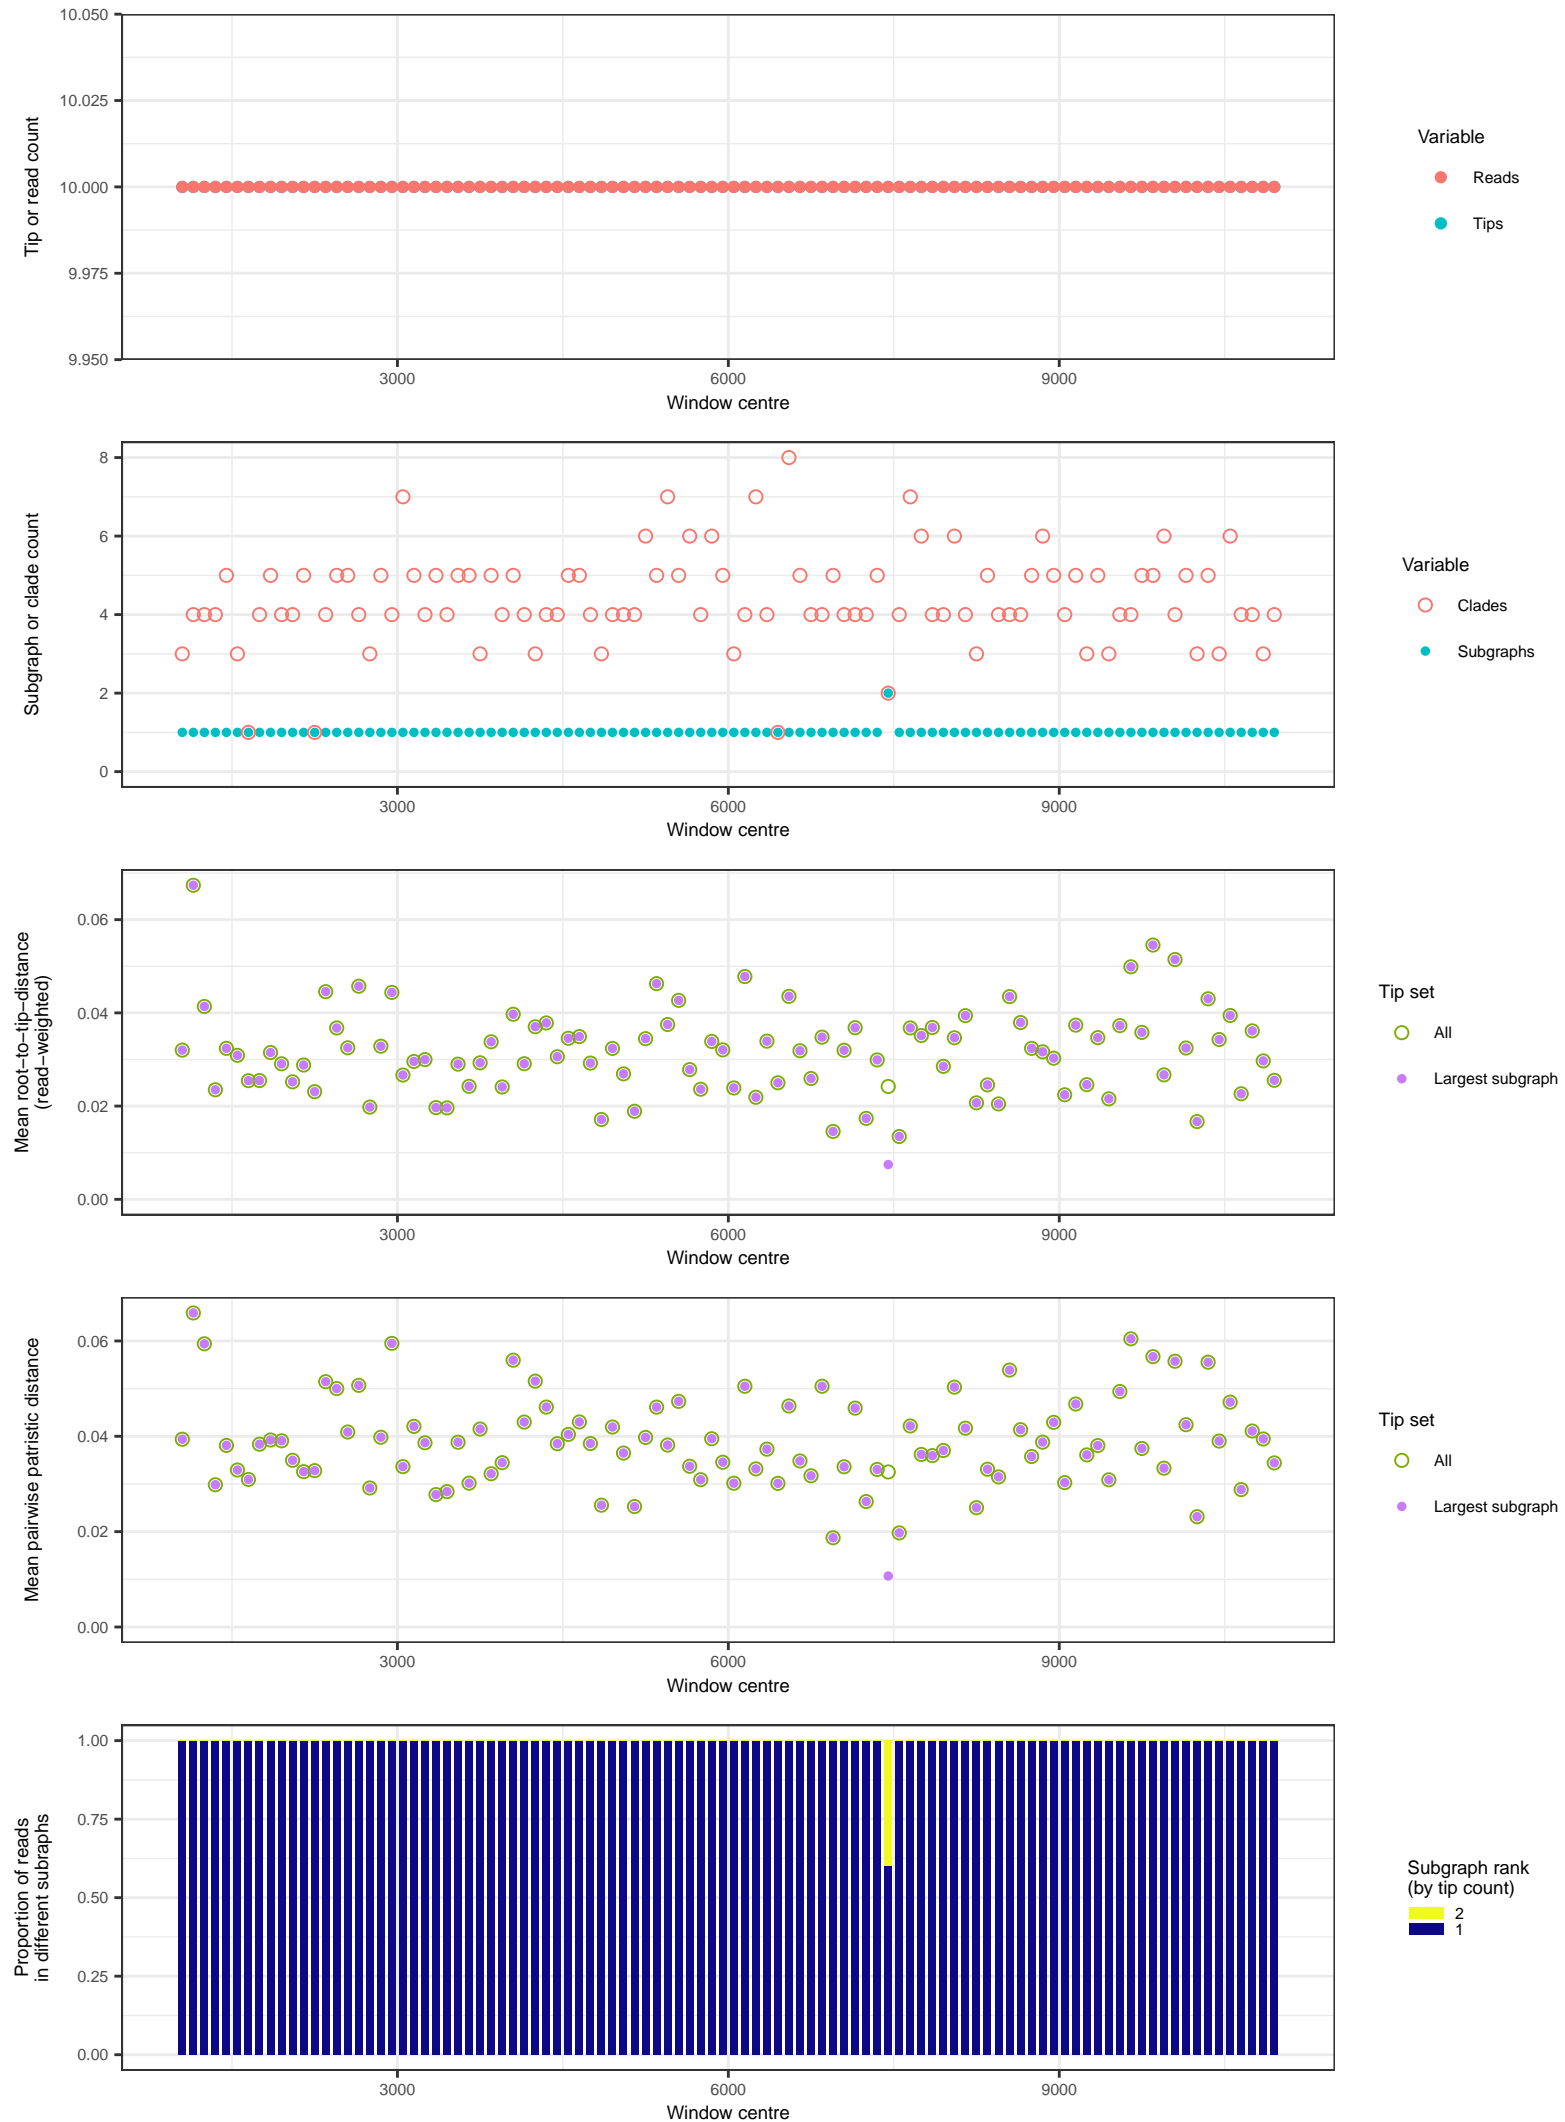 10.050
10.025
10.000
9.975
9.950
Tip or read count
3000 6000 9000
Window centre
Variable
Reads
Tips
8
6
4
2
0
Subgraph or clade count
3000 6000 9000
Window centre
Variable
Clades
Subgraphs
0.06
0.04
0.02
0.00
Mean root−to−tip−distance
(read−weighted)
3000 6000 9000
Window centre
Tip set
All
Largest subgraph
0.06
0.04
0.02
0.00
Mean pairwise patristic distance
3000 6000 9000
Window centre
Tip set
All
Largest subgraph
1.00
0.75
0.50
0.25
0.00
Proportion of reads
in different subraphs
3000 6000 9000
Window centre
Subgraph rank
(by tip count)
2
1